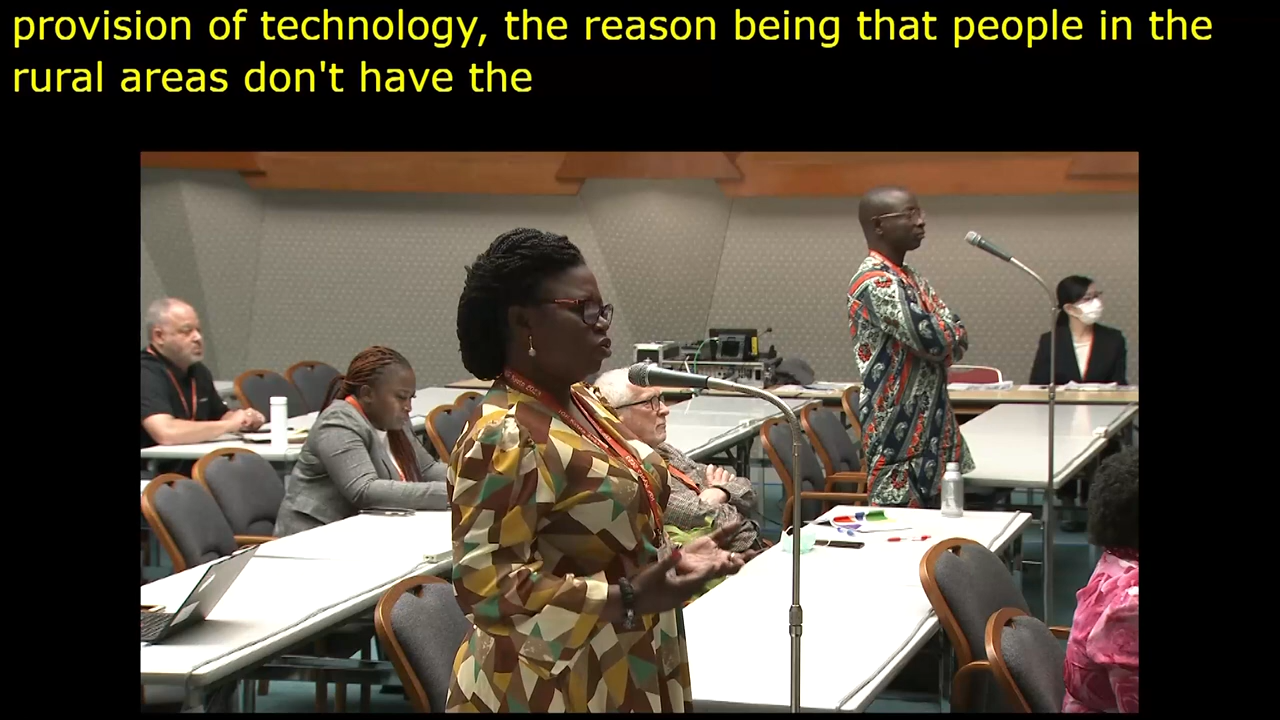 provision of technology, the reason being that people in the
rural areas don't have the